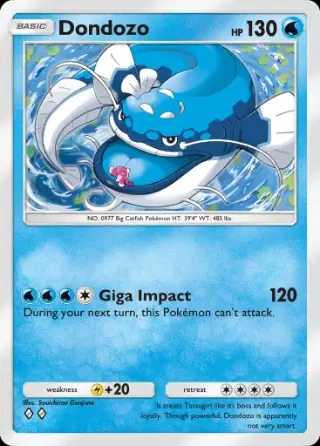 BASIC
Dondozo
HP 130
NO. 0977 Big Catfish Pokémon HT: 39'4" WT: 485 lbs.
Giga Impact 120
During your next turn, this Pokémon can't attack.
weakness +20
retreat
Illus. Souichirou Gunjima
It treats Tatsugiri like its boss and follows it
loyally. Though powerful, Dondozo is apparently
not very smart.